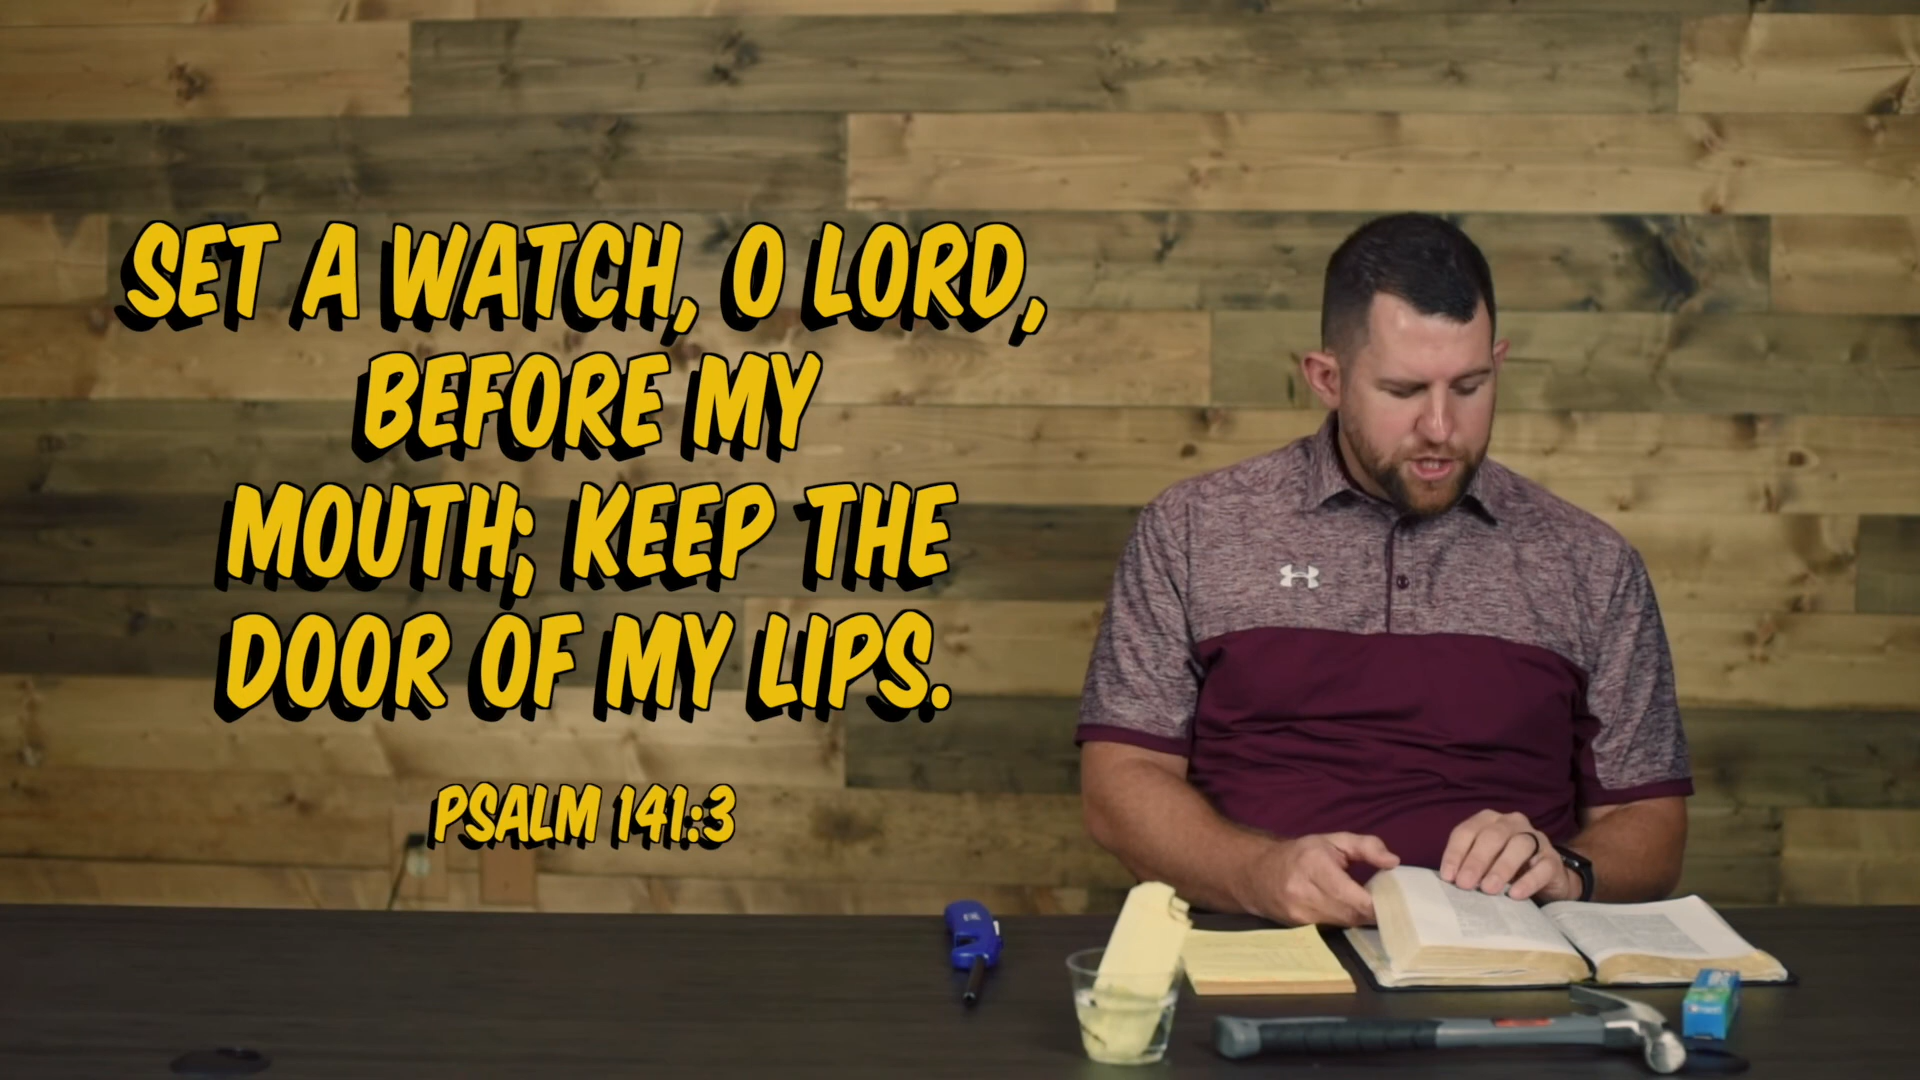 SET A WATCH, O LORD,
BEFORE MY
MOUTH; KEEP THE
DOOR OF MY LIPS.
PSALM 141:3